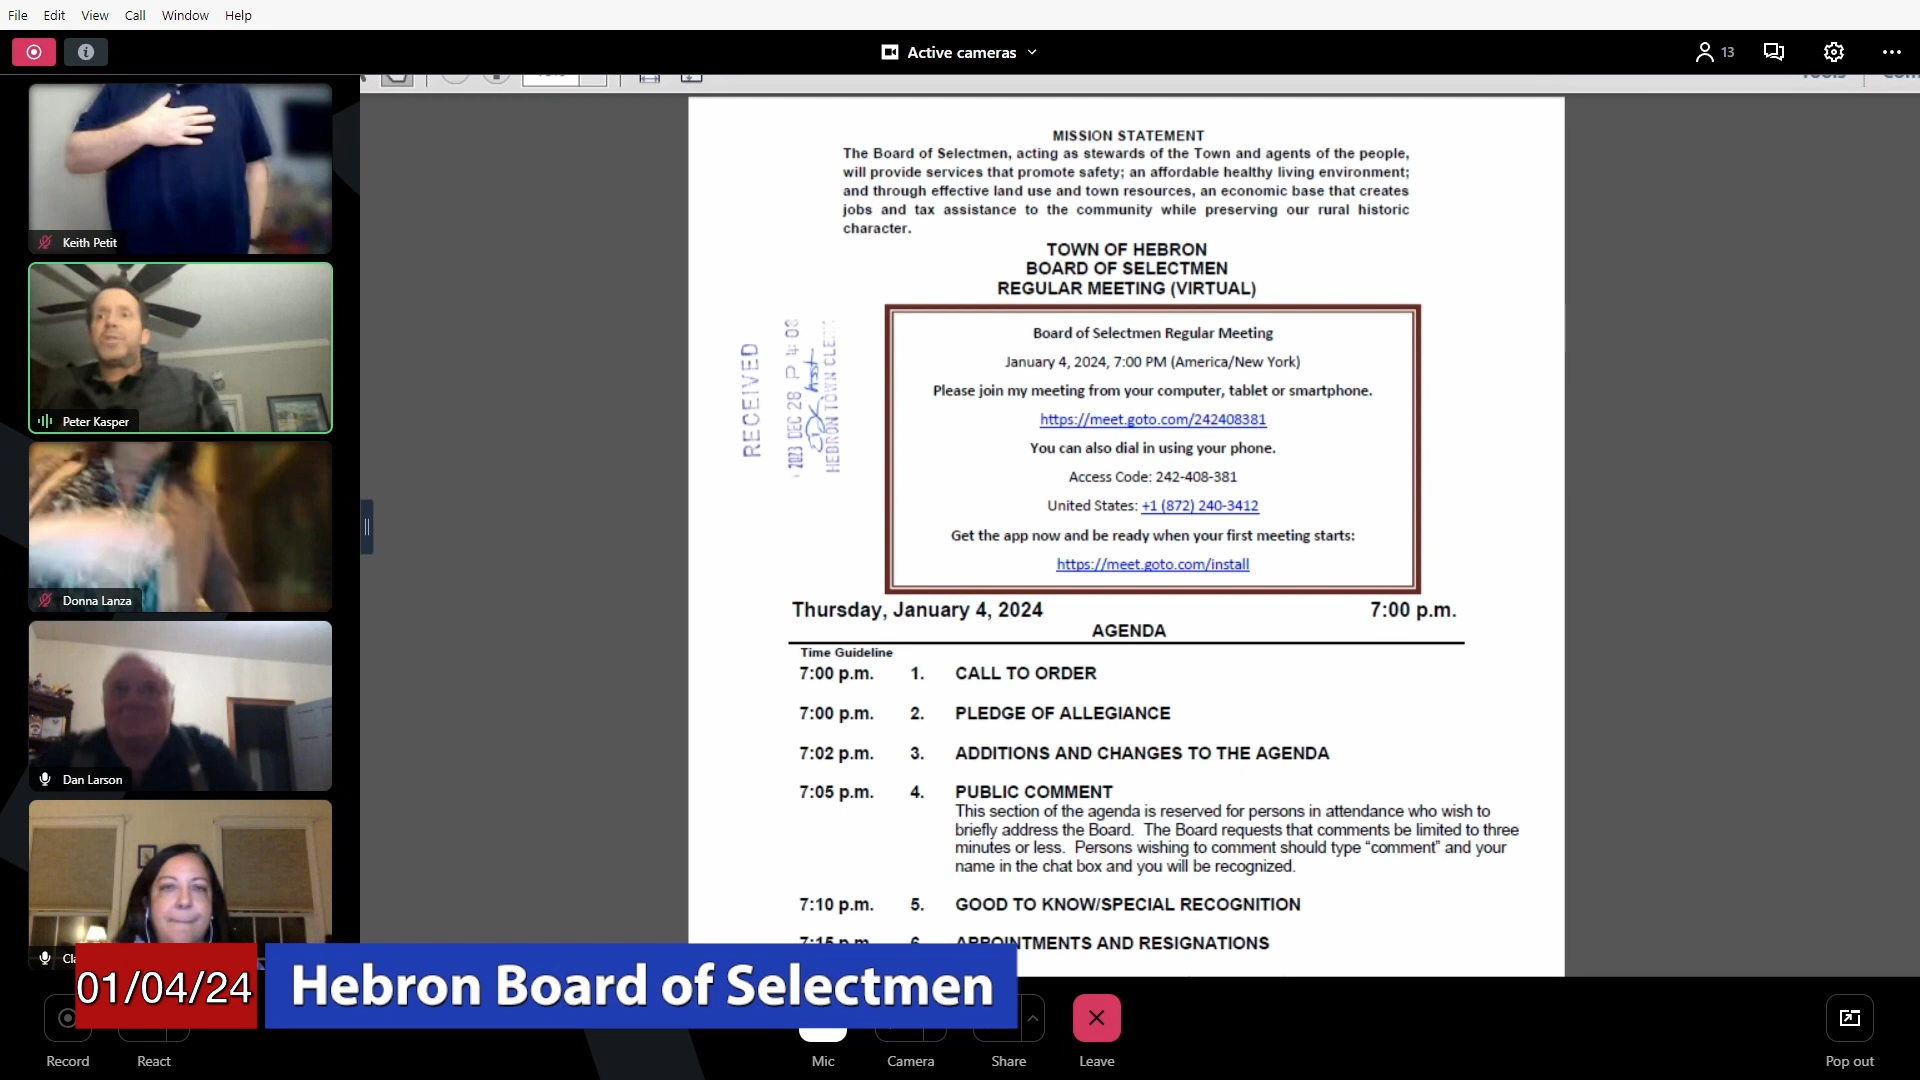 File Edit View Call Window Help
Active cameras
13
Keith Petit
Peter Kasper
Donna Lanza
Dan Larson
MISSION STATEMENT
The Board of Selectmen, acting as stewards of the Town and agents of the people,
will provide services that promote safety; an affordable healthy living environment;
and through effective land use and town resources, an economic base that creates
jobs and tax assistance to the community while preserving our rural historic
character.
TOWN OF HEBRON
BOARD OF SELECTMEN
REGULAR MEETING (VIRTUAL)
RECEIVED
2023 DEC 28 P 4: 08
HEBRON TOWN CLE
Board of Selectmen Regular Meeting
January 4, 2024, 7:00 PM (America/New York)
Please join my meeting from your computer, tablet or smartphone.
https://meet.goto.com/242408381
You can also dial in using your phone.
Access Code: 242-408-381
United States: +1 (872) 240-3412
Get the app now and be ready when your first meeting starts:
https://meet.goto.com/install
Thursday, January 4, 2024 7:00 p.m.
AGENDA
Time Guideline
7:00 p.m. 1. CALL TO ORDER
7:00 p.m. 2. PLEDGE OF ALLEGIANCE
7:02 p.m. 3. ADDITIONS AND CHANGES TO THE AGENDA
7:05 p.m. 4. PUBLIC COMMENT
This section of the agenda is reserved for persons in attendance who wish to
briefly address the Board. The Board requests that comments be limited to three
minutes or less. Persons wishing to comment should type “comment” and your
name in the chat box and you will be recognized.
7:10 p.m. 5. GOOD TO KNOW/SPECIAL RECOGNITION
7:15 p.m. 6. APPOINTMENTS AND RESIGNATIONS
01/04/24 Hebron Board of Selectmen
Record React Mic Camera Share Leave Pop out